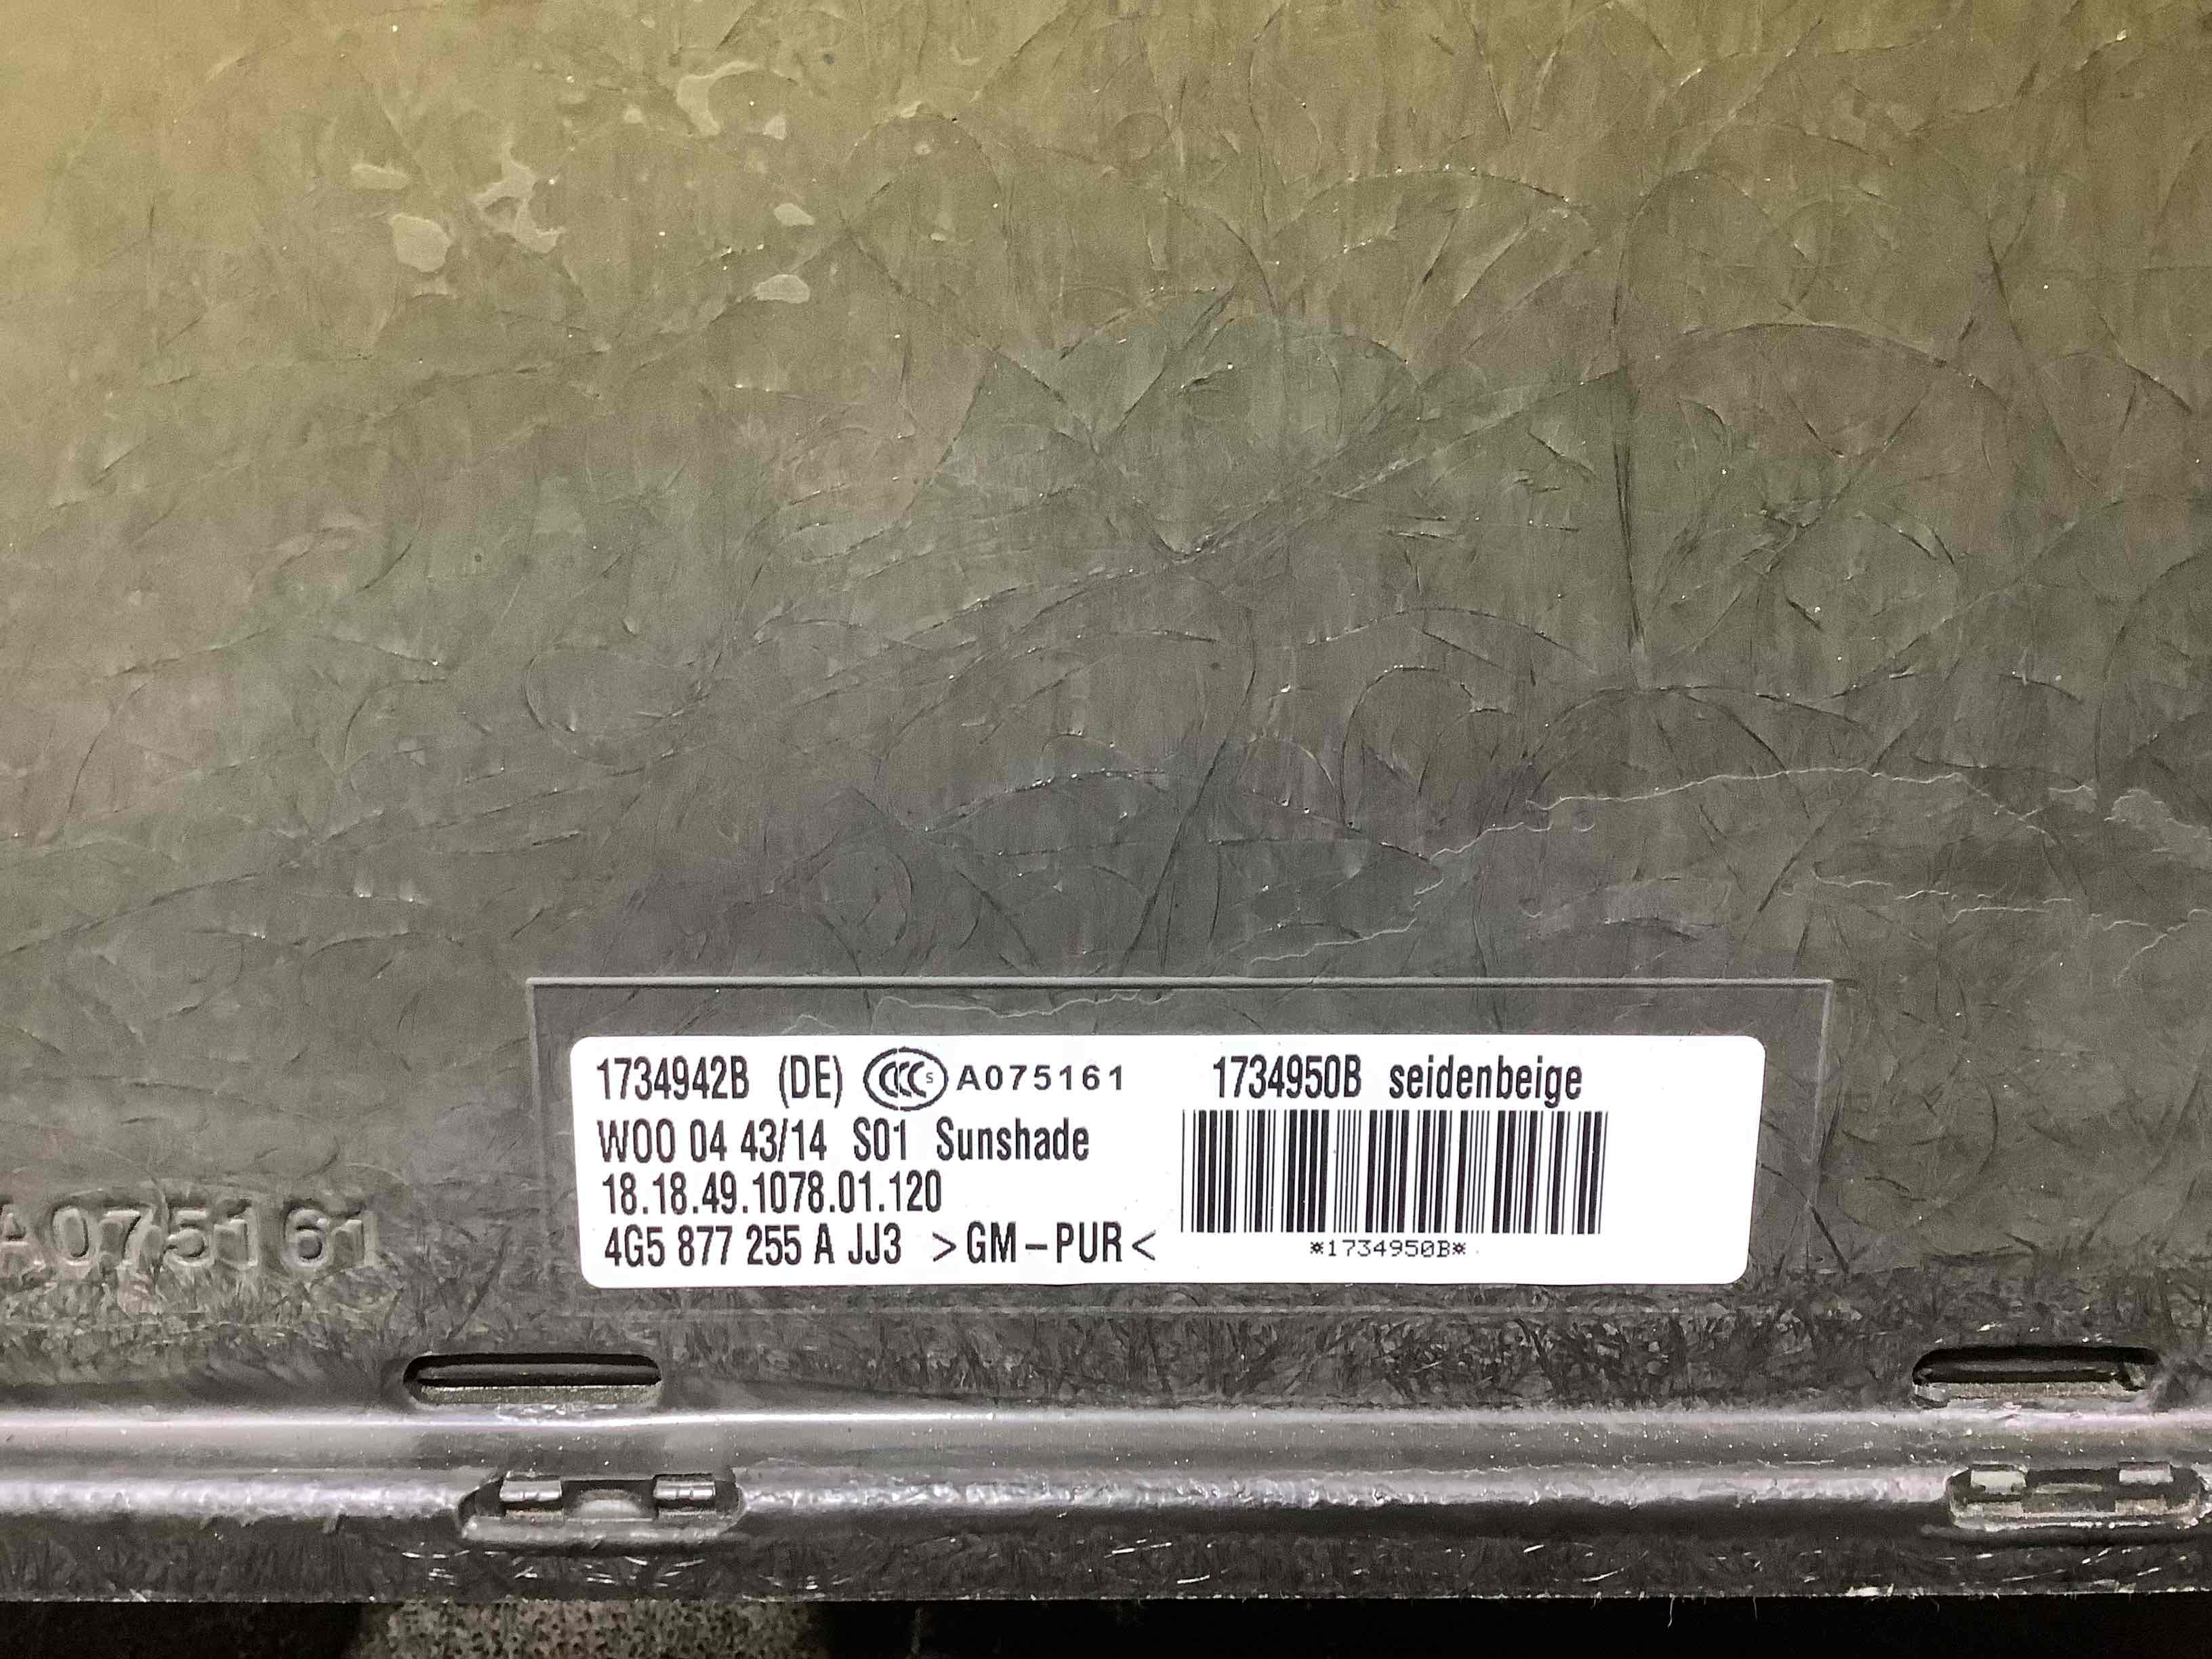 1734942B (DE) CCC S A075161 1734950B seidenbeige
W00 04 43/14 S01 Sunshade
18.18.49.1078.01.120
4G5 877 255 A JJ3 >GM-PUR<
*1734950B*
A075161